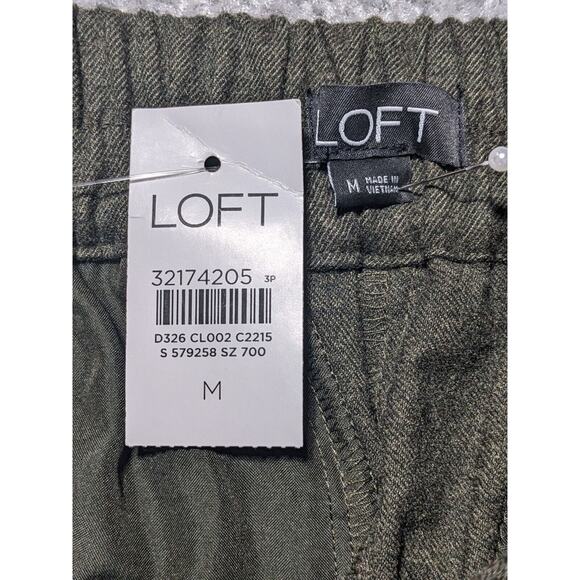 LOFT
32174205 3P
D326 CL002 C2215
S 579258 SZ 700
M
LOFT
M MADE IN
VIETNAM